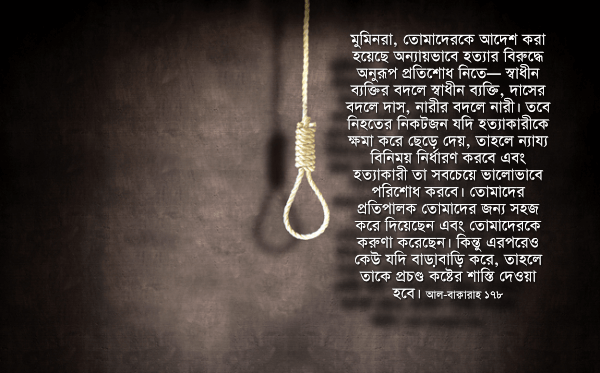 মুমিনরা, তোমাদেরকে আদেশ করা
হয়েছে অন্যায়ভাবে হত্যার বিরুদ্ধে
অনুরূপ প্রতিশোধ নিতে— স্বাধীন
ব্যক্তির বদলে স্বাধীন ব্যক্তি, দাসের
বদলে দাস, নারীর বদলে নারী। তবে
নিহতের নিকটজন যদি হত্যাকারীকে
ক্ষমা করে ছেড়ে দেয়, তাহলে ন্যায্য
বিনিময় নির্ধারণ করবে এবং
হত্যাকারী তা সবচেয়ে ভালোভাবে
পরিশোধ করবে। তোমাদের
প্রতিপালক তোমাদের জন্য সহজ
করে দিয়েছেন এবং তোমাদেরকে
করুণা করেছেন। কিন্তু এরপরেও
কেউ যদি বাড়াবাড়ি করে, তাহলে
তাকে প্রচণ্ড কষ্টের শাস্তি দেওয়া
হবে। আল-বাক্বারাহ ১৭৮